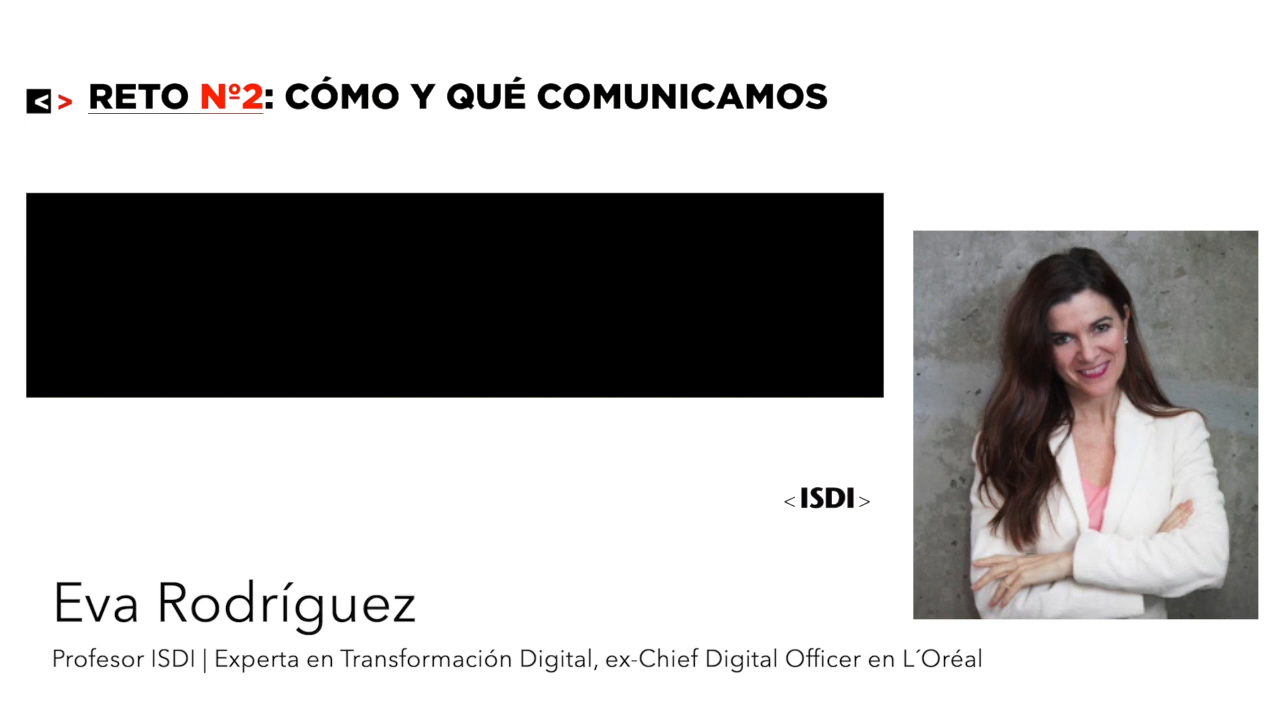 < > RETO Nº2: CÓMO Y QUÉ COMUNICAMOS
< ISDI >
Eva Rodríguez
Profesor ISDI | Experta en Transformación Digital, ex-Chief Digital Officer en L´Oréal